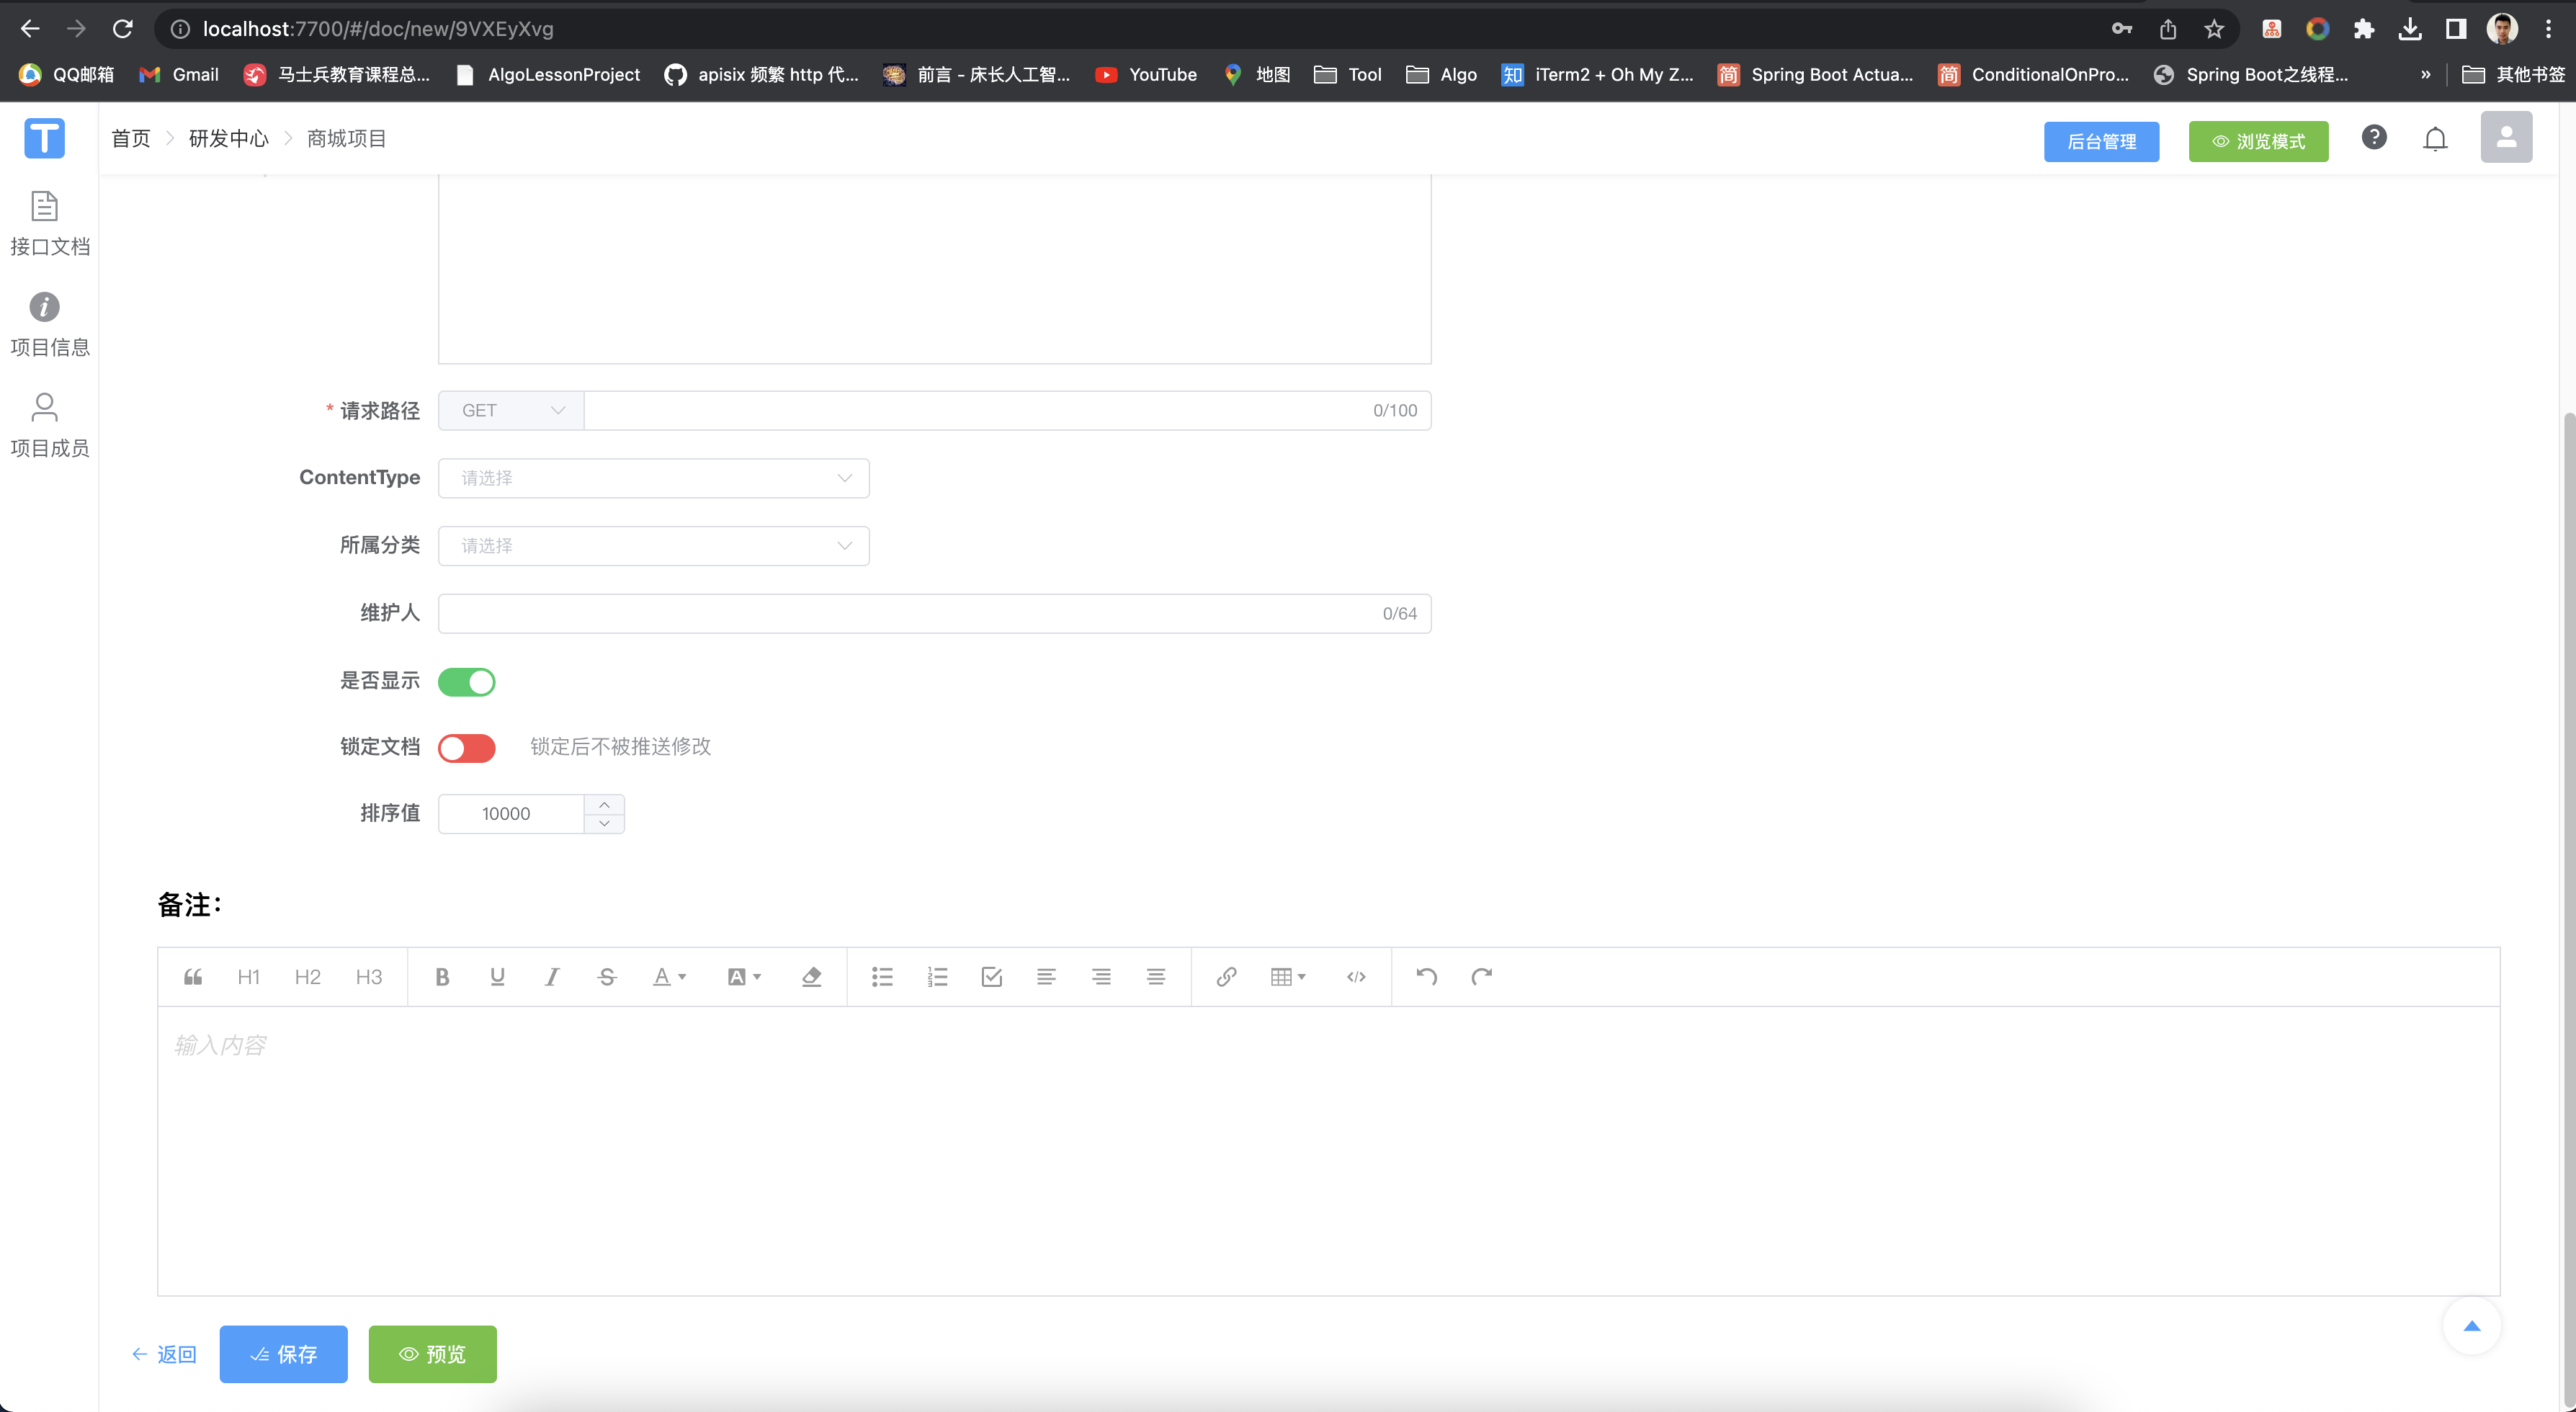 localhost:7700/#/doc/new/9VXEyXvg
QQ邮箱 Gmail 马士兵教育课程总... AlgoLessonProject apisix 频繁 http 代... 前言 - 床长人工智... YouTube 地图 Tool Algo 知 iTerm2 + Oh My Z... 简 Spring Boot Actua... 简 ConditionalOnPro... Spring Boot之线程... » 其他书签
T 首页 研发中心 商城项目 后台管理 浏览模式
接口文档
项目信息
项目成员
* 请求路径 GET 0/100
ContentType 请选择
所属分类 请选择
维护人 0/64
是否显示
锁定文档 锁定后不被推送修改
排序值 10000
备注：
H1 H2 H3 B U I S A A
输入内容
返回 保存 预览